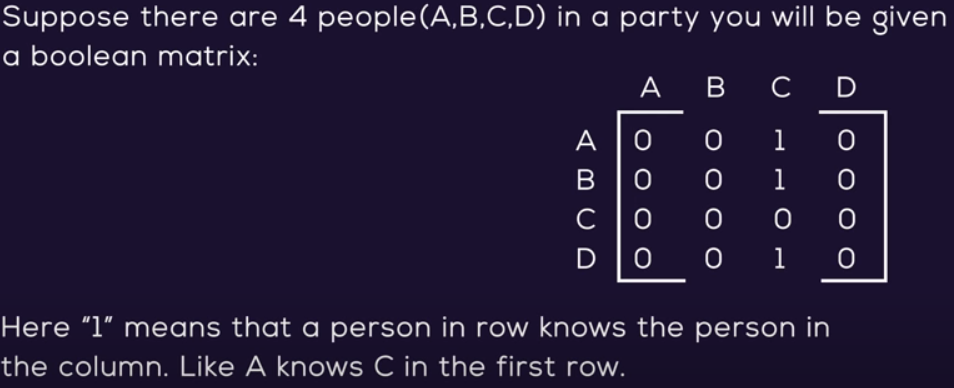 Suppose there are 4 people(A,B,C,D) in a party you will be given
a boolean matrix:
A B C D
A 0 0 1 0
B 0 0 1 0
C 0 0 0 0
D 0 0 1 0
Here “1” means that a person in row knows the person in
the column. Like A knows C in the first row.